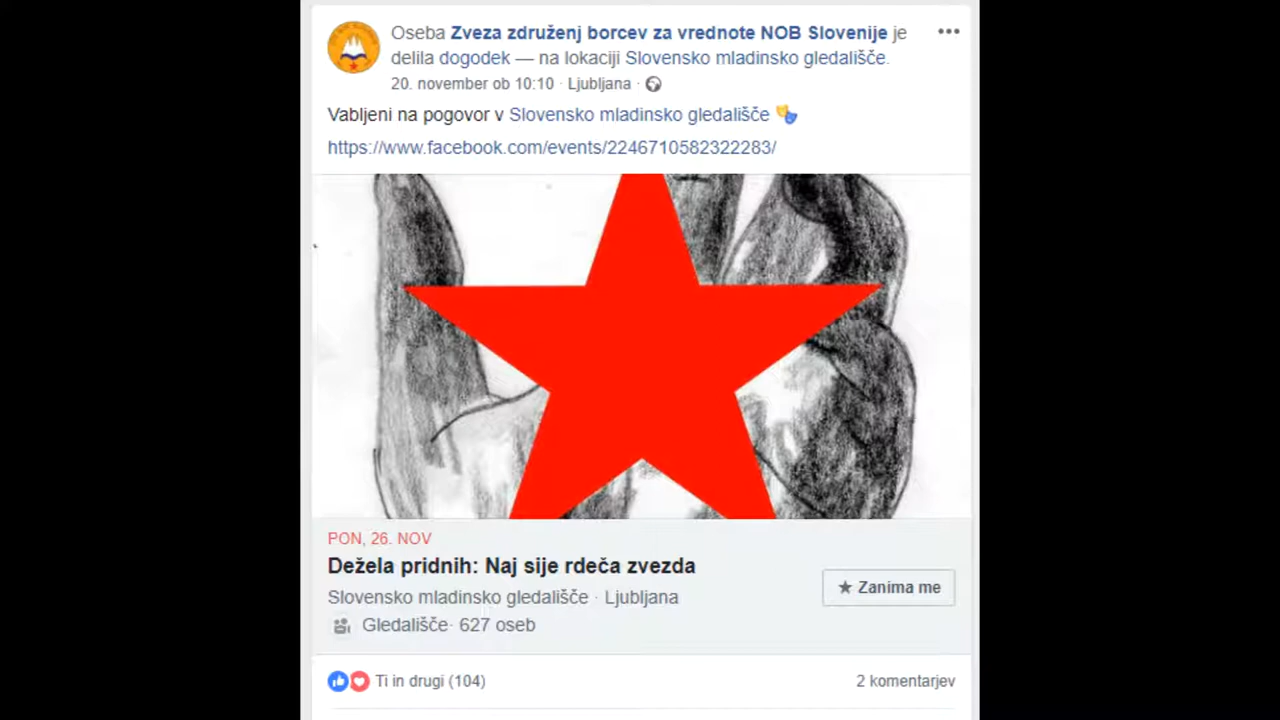 Oseba Zveza združenj borcev za vrednote NOB Slovenije je
delila dogodek — na lokaciji Slovensko mladinsko gledališče.
20. november ob 10:10 · Ljubljana ·
Vabljeni na pogovor v Slovensko mladinsko gledališče
https://www.facebook.com/events/2246710582322283/
PON, 26. NOV
Dežela pridnih: Naj sije rdeča zvezda
Slovensko mladinsko gledališče · Ljubljana
Gledališče· 627 oseb
★ Zanima me
Ti in drugi (104)
2 komentarjev